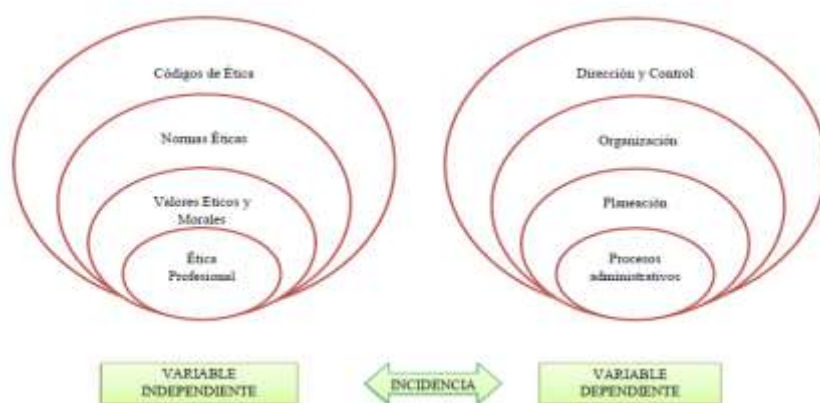 Códigos de Ética
Normas Éticas
Valores Eticos y
Morales
Ética
Profesional
Dirección y Control
Organización
Planeación
Procesos
administrativos
VARIABLE
INDEPENDIENTE
INCIDENCIA
VARIABLE
DEPENDIENTE